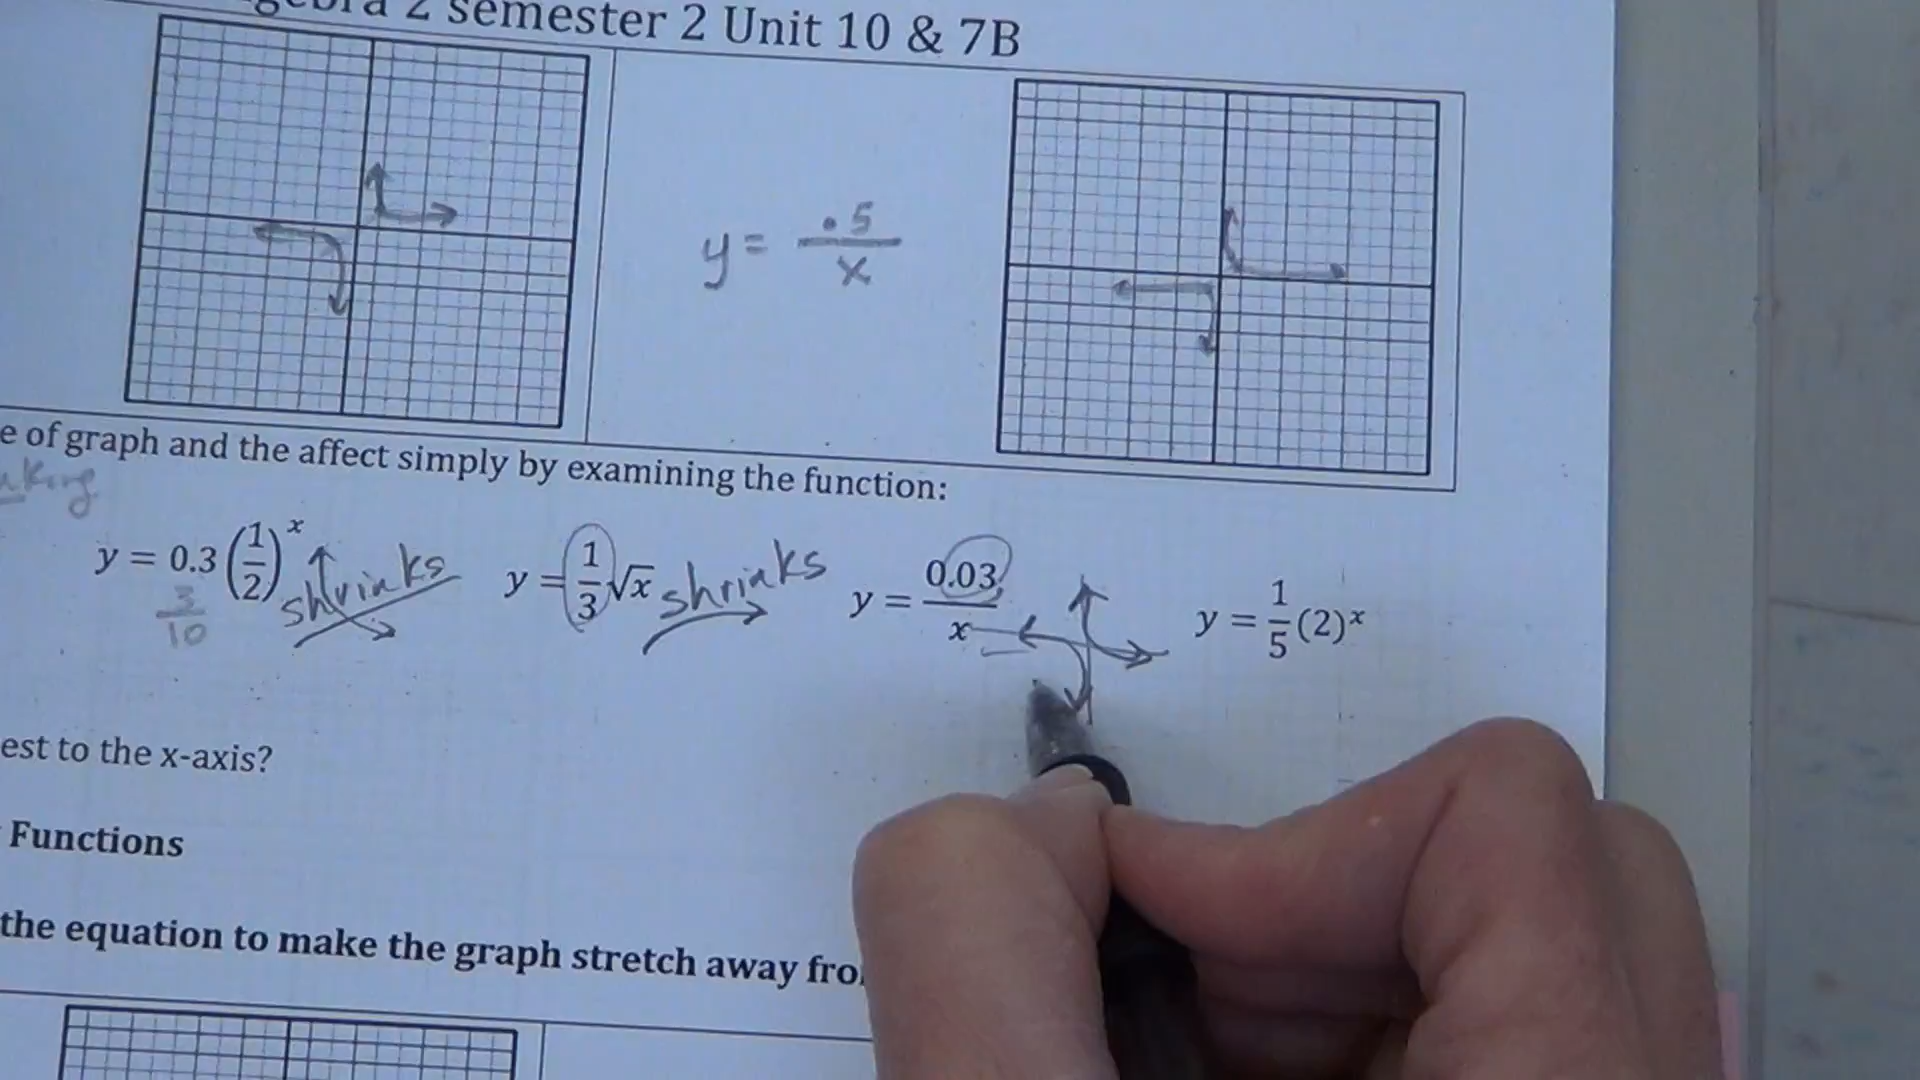 2 semester 2 Unit 10 & 7B
y = .5/x
e of graph and the affect simply by examining the function:
y = 0.3 (1/2)^x shrinks y = 1/3 √x shrinks y = 0.03/x y = 1/5 (2)^x
3/10
est to the x-axis?
Functions
the equation to make the graph stretch away fro